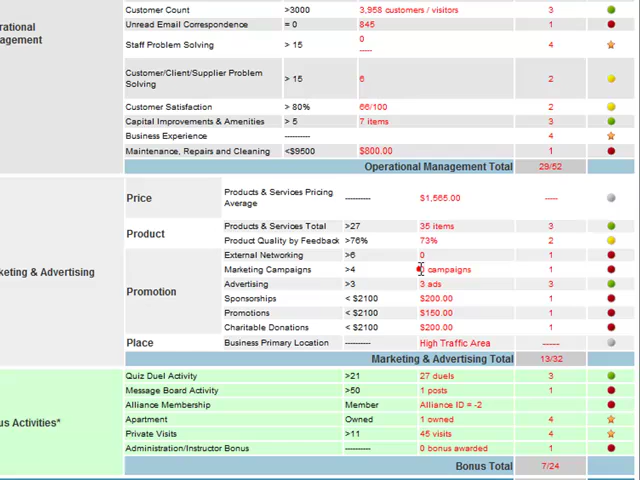 Customer Count >3000 3,958 customers / visitors 3
rational Unread Email Correspondence = 0 845 1
agement Staff Problem Solving > 15 0 4
-----
Customer/Client/Supplier Problem Solving > 15 6 2
Customer Satisfaction > 80% 66/100 2
Capital Improvements & Amenities > 5 7 items 3
Business Experience ---------- 4
Maintenance, Repairs and Cleaning <$9500 $800.00 1
Operational Management Total 29/52
Price Products & Services Pricing Average ---------- $1,565.00 -----
Product Products & Services Total >27 35 items 3
Product Quality by Feedback >76% 73% 2
External Networking >6 0 1
keting & Advertising Marketing Campaigns >4 0 campaigns 1
Advertising >3 3 ads 3
Promotion Sponsorships < $2100 $200.00 1
Promotions < $2100 $150.00 1
Charitable Donations < $2100 $200.00 1
Place Business Primary Location ---------- High Traffic Area ------
Marketing & Advertising Total 13/32
Quiz Duel Activity >21 27 duels 3
Message Board Activity >50 1 posts 1
Alliance Membership Member Alliance ID = -2
us Activities* Apartment Owned 1 owned 4
Private Visits >11 45 visits 4
Administration/Instructor Bonus ---------- 0 bonus awarded 1
Bonus Total 7/24